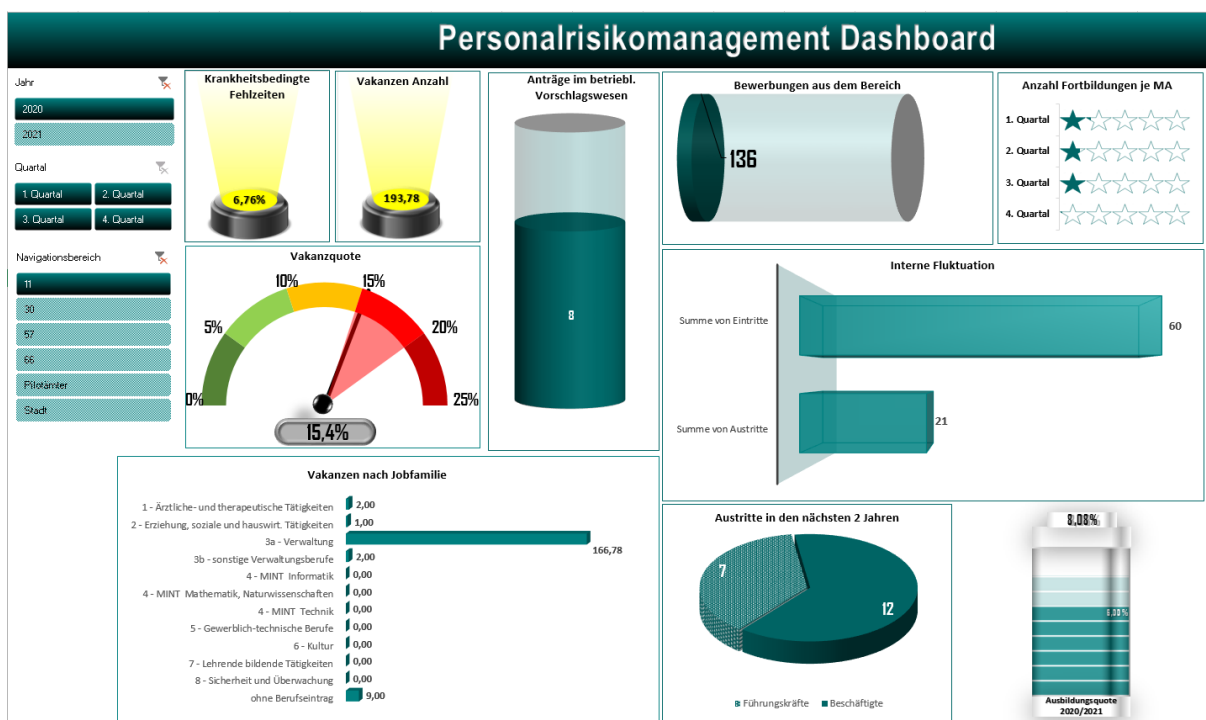 Personalrisikomanagement Dashboard
Jahr
2020
2021
Quartal
1. Quartal
2. Quartal
3. Quartal
4. Quartal
Navigationsbereich
11
30
57
66
Pilotämter
Stadt
Krankheitsbedingte
Fehlzeiten
6,76%
Vakanzen Anzahl
193,78
Vakanzquote
0%
5%
10%
15%
20%
25%
15,4%
Anträge im betriebl.
Vorschlagswesen
8
Bewerbungen aus dem Bereich
136
Anzahl Fortbildungen je MA
1. Quartal
2. Quartal
3. Quartal
4. Quartal
Interne Fluktuation
Summe von Eintritte
60
Summe von Austritte
21
Vakanzen nach Jobfamilie
1 - Ärztliche- und therapeutische Tätigkeiten 2,00
2 - Erziehung, soziale und hauswirt. Tätigkeiten 1,00
3a - Verwaltung 166,78
3b - sonstige Verwaltungsberufe 2,00
4 - MINT Informatik 0,00
4 - MINT Mathematik, Naturwissenschaften 0,00
4 - MINT Technik 0,00
5 - Gewerblich-technische Berufe 0,00
6 - Kultur 0,00
7 - Lehrende bildende Tätigkeiten 0,00
8 - Sicherheit und Überwachung 0,00
ohne Berufseintrag 9,00
Austritte in den nächsten 2 Jahren
7
12
Führungskräfte Beschäftigte
8,08%
Ausbildungsquote
2020/2021